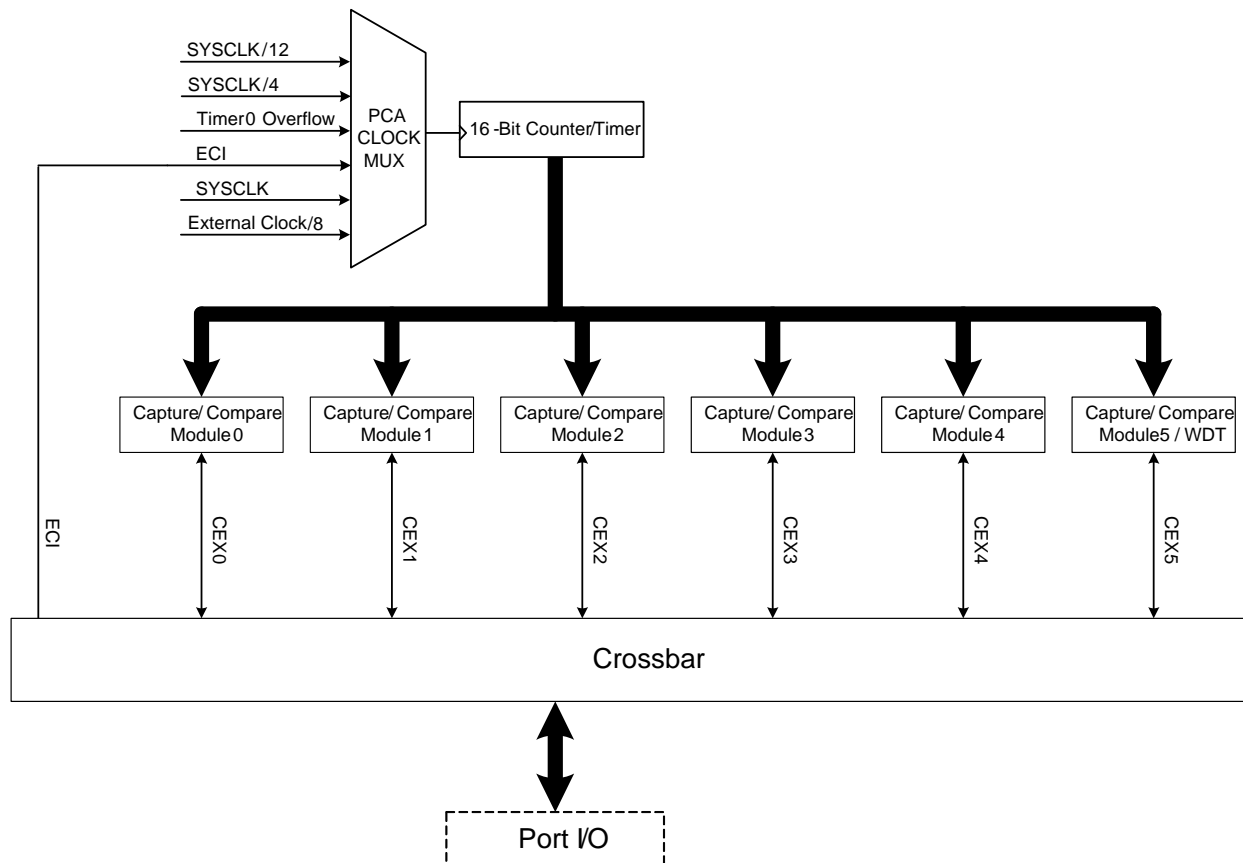 SYSCLK/12
SYSCLK/4
Timer0 Overflow
ECI
SYSCLK
External Clock/8
PCA
CLOCK
MUX
16-Bit Counter/Timer
Capture/Compare
Module0
Capture/Compare
Module1
Capture/Compare
Module2
Capture/Compare
Module3
Capture/Compare
Module4
Capture/Compare
Module5 / WDT
ECI
CEX0
CEX1
CEX2
CEX3
CEX4
CEX5
Crossbar
Port I/O